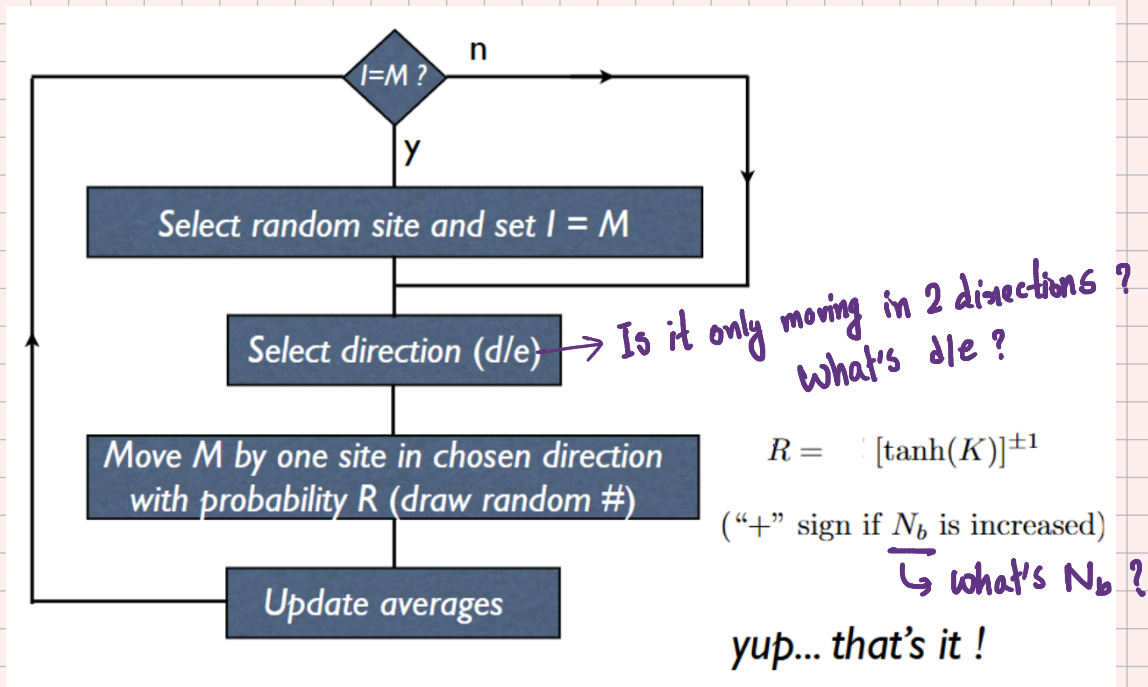 n
I=M ?
y
Select random site and set I = M
Select direction (d/e)
Is it only moving in 2 directions ?
what's d/e ?
Move M by one site in chosen direction
with probability R (draw random #)
R = [tanh(K)]±1
("+" sign if Nb is increased)
what's Nb ?
Update averages
yup... that's it !